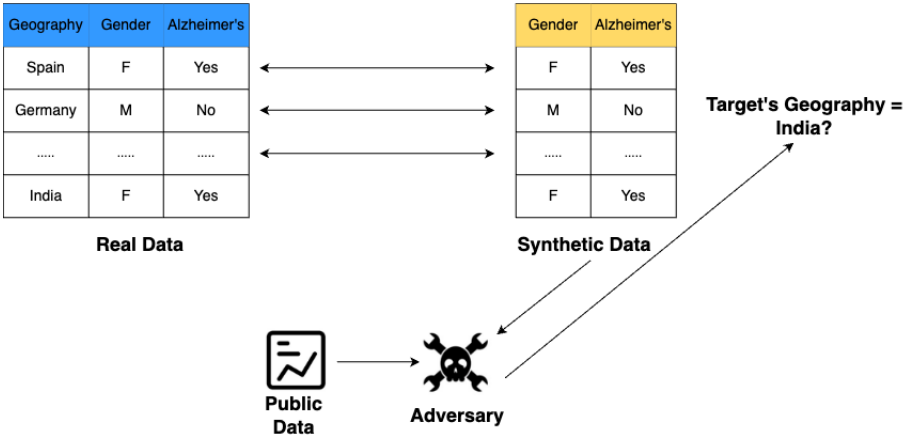 Geography Gender Alzheimer's
Spain F Yes
Germany M No
..... ..... .....
India F Yes
Real Data
Gender Alzheimer's
F Yes
M No
..... .....
F Yes
Synthetic Data
Target's Geography =
India?
Public
Data
Adversary